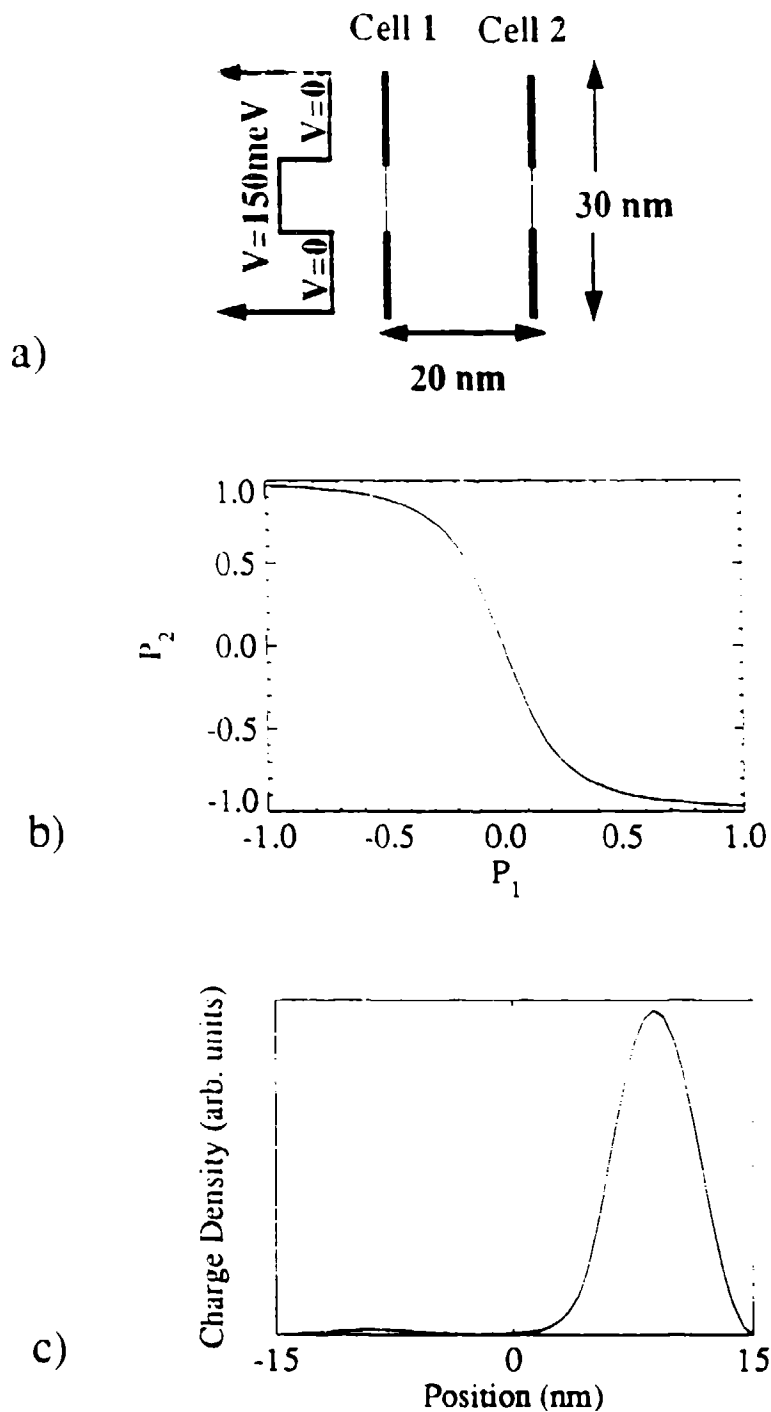 Cell 1 Cell 2
V=0
V=150meV
V=0
30 nm
20 nm
a)
1.0
0.5
0.0
-0.5
-1.0
P2
-1.0 -0.5 0.0 0.5 1.0
P1
b)
Charge Density (arb. units)
-15 0 15
Position (nm)
c)